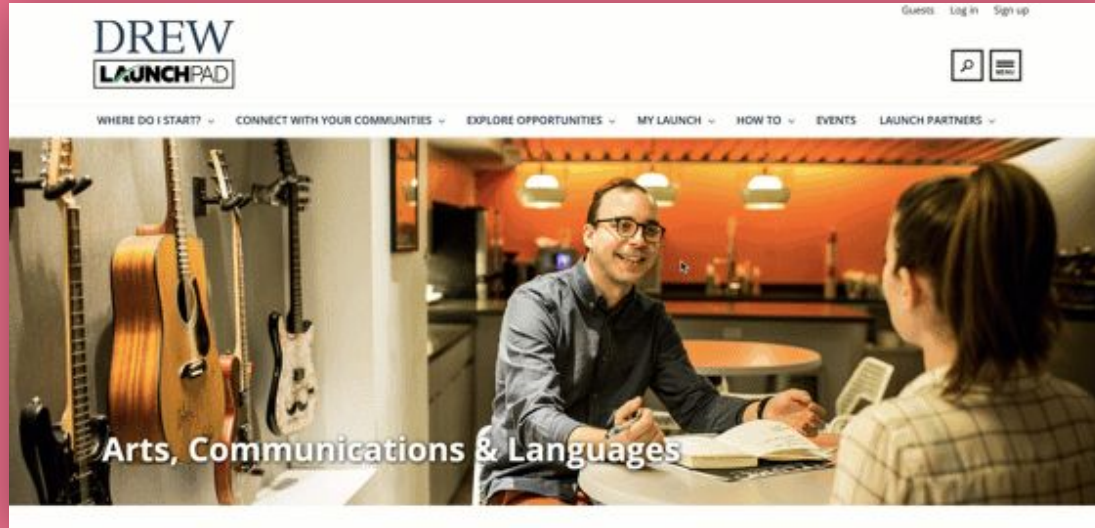 Guests Log in Sign up
DREW
LAUNCHPAD
MENU
WHERE DO I START? CONNECT WITH YOUR COMMUNITIES EXPLORE OPPORTUNITIES MY LAUNCH HOW TO EVENTS LAUNCH PARTNERS
Arts, Communications & Languages